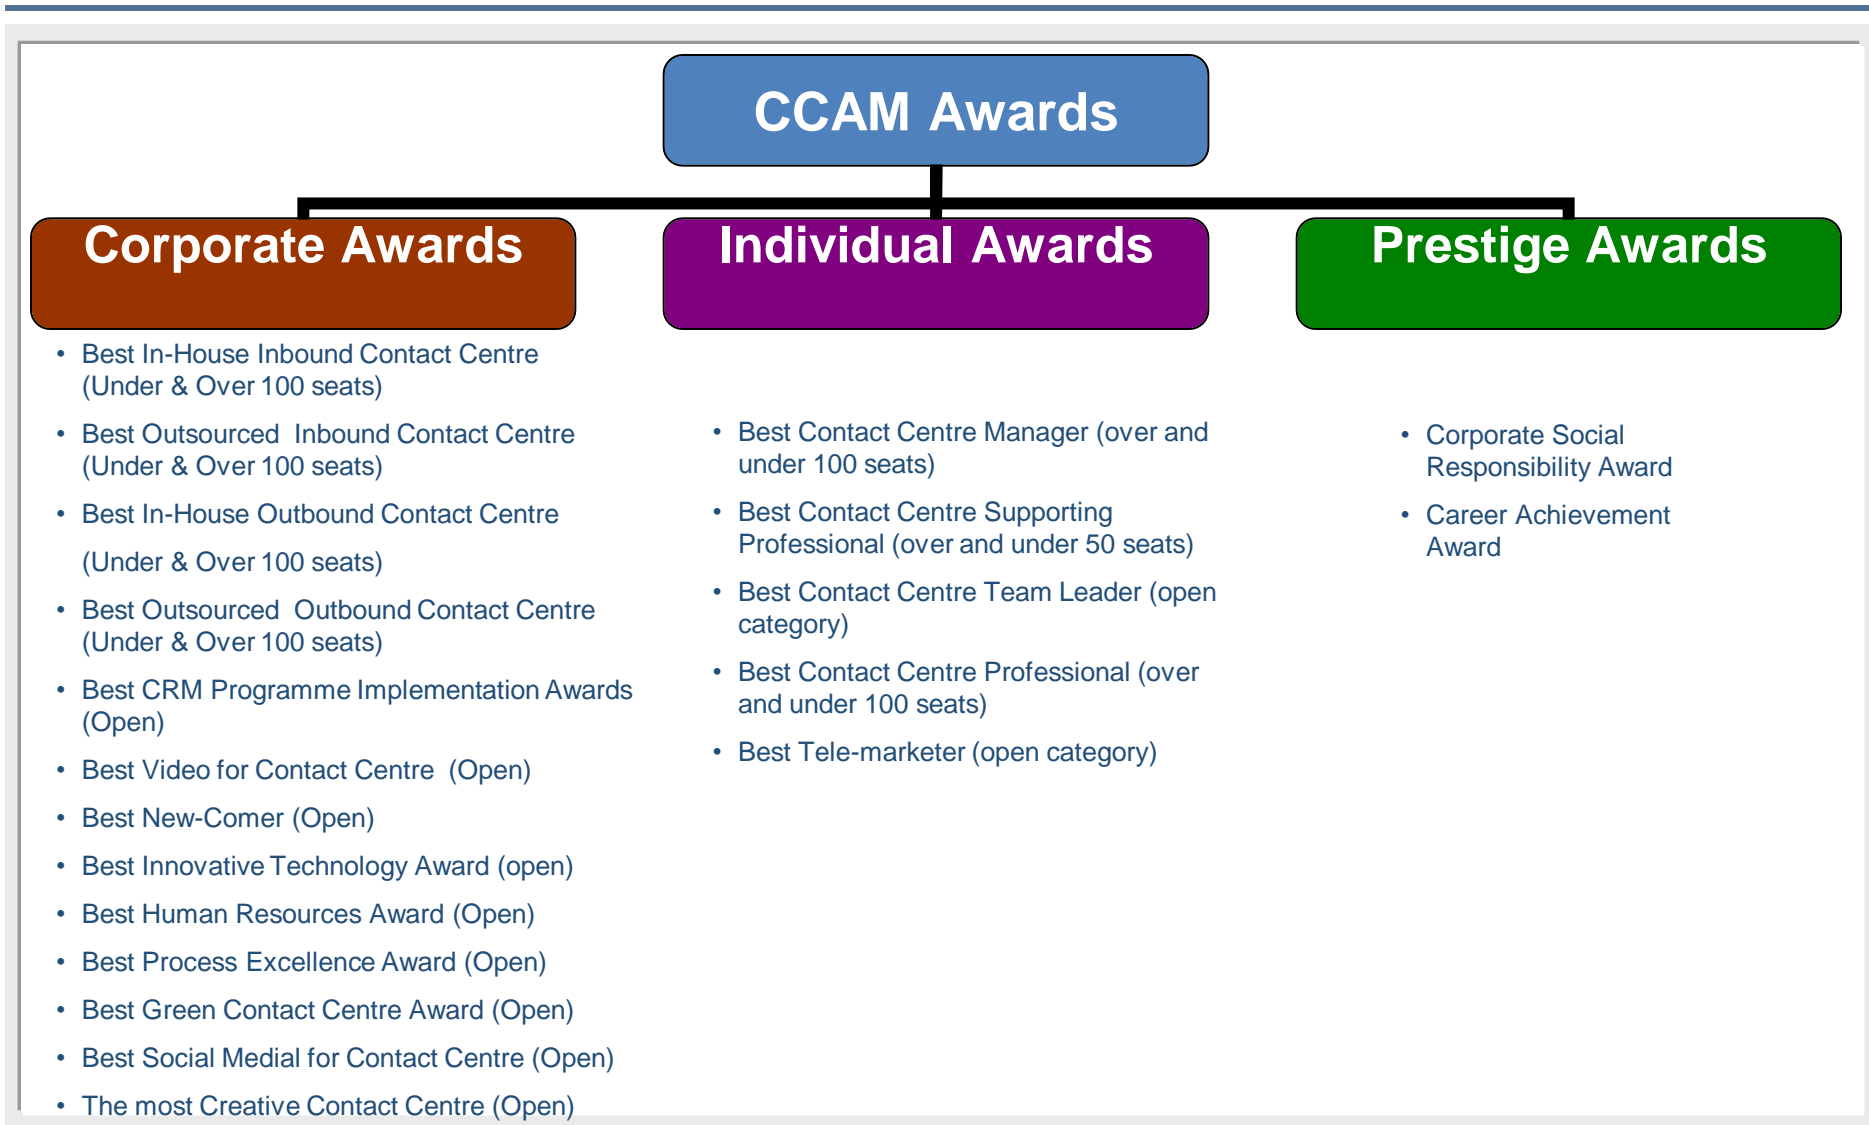 CCAM Awards
Corporate Awards
Individual Awards
Prestige Awards
• Best In-House Inbound Contact Centre
(Under & Over 100 seats)
• Best Outsourced Inbound Contact Centre
(Under & Over 100 seats)
• Best In-House Outbound Contact Centre
(Under & Over 100 seats)
• Best Outsourced Outbound Contact Centre
(Under & Over 100 seats)
• Best CRM Programme Implementation Awards
(Open)
• Best Video for Contact Centre (Open)
• Best New-Comer (Open)
• Best Innovative Technology Award (open)
• Best Human Resources Award (Open)
• Best Process Excellence Award (Open)
• Best Green Contact Centre Award (Open)
• Best Social Medial for Contact Centre (Open)
• The most Creative Contact Centre (Open)
• Best Contact Centre Manager (over and
under 100 seats)
• Best Contact Centre Supporting
Professional (over and under 50 seats)
• Best Contact Centre Team Leader (open
category)
• Best Contact Centre Professional (over
and under 100 seats)
• Best Tele-marketer (open category)
• Corporate Social
Responsibility Award
• Career Achievement
Award